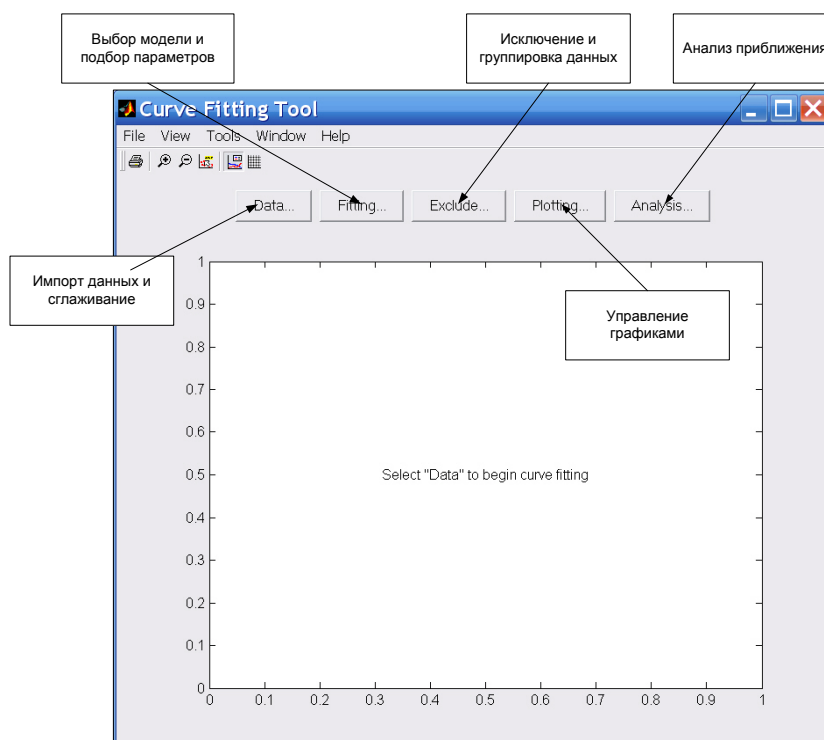 Выбор модели и
подбор параметров
Исключение и
группировка данных
Анализ приближения
Curve Fitting Tool
File View Tools Window Help
Data... Fitting... Exclude... Plotting... Analysis...
Импорт данных и
сглаживание
Управление
графиками
1
0.9
0.8
0.7
0.6
0.5
Select "Data" to begin curve fitting
0.4
0.3
0.2
0.1
0
0 0.1 0.2 0.3 0.4 0.5 0.6 0.7 0.8 0.9 1